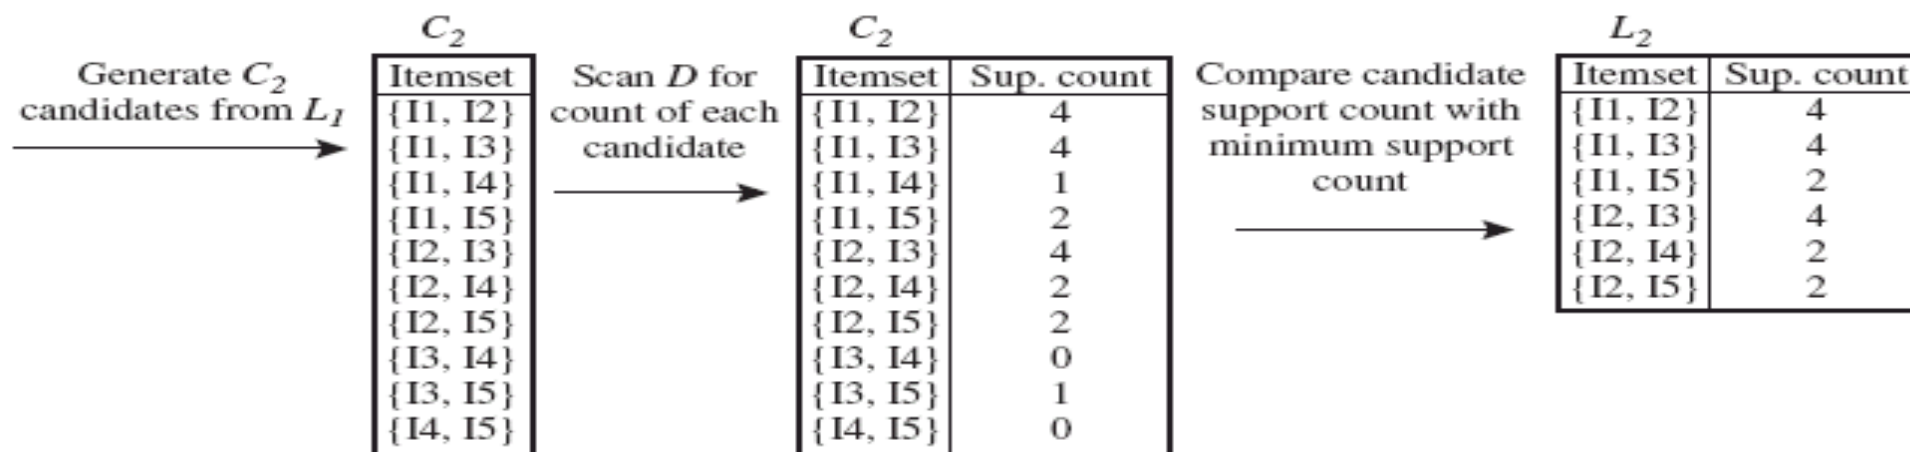 Generate C2
candidates from L1
C2
Itemset
{I1, I2}
{I1, I3}
{I1, I4}
{I1, I5}
{I2, I3}
{I2, I4}
{I2, I5}
{I3, I4}
{I3, I5}
{I4, I5}
Scan D for
count of each
candidate
C2
Itemset Sup. count
{I1, I2} 4
{I1, I3} 4
{I1, I4} 1
{I1, I5} 2
{I2, I3} 4
{I2, I4} 2
{I2, I5} 2
{I3, I4} 0
{I3, I5} 1
{I4, I5} 0
Compare candidate
support count with
minimum support
count
L2
Itemset Sup. count
{I1, I2} 4
{I1, I3} 4
{I1, I5} 2
{I2, I3} 4
{I2, I4} 2
{I2, I5} 2